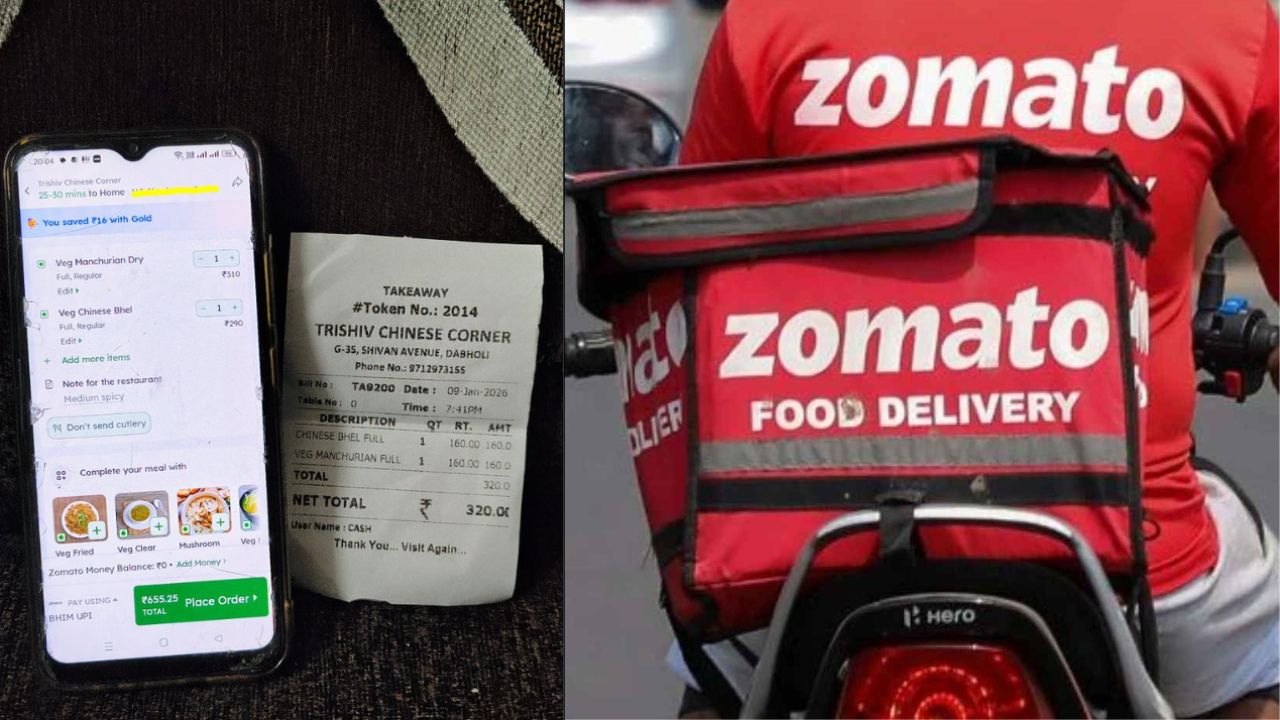 20:04
Trishiv Chinese Corner
25-30 mins to Home
You saved ₹16 with Gold
Veg Manchurian Dry
- 1 +
Full, Regular
₹310
Edit
Veg Chinese Bhel
- 1 +
Full, Regular
₹290
Edit
+ Add more items
Note for the restaurant
Medium spicy
Don't send cutlery
Complete your meal with
Veg Fried
Veg Clear
Mushroom
Veg
Zomato Money Balance: ₹0 • Add Money
PAY USING
BHIM UPI
₹655.25
TOTAL
Place Order
TAKEAWAY
#Token No.: 2014
TRISHIV CHINESE CORNER
G-35, SHIVAN AVENUE, DABHOLI
Phone No.: 9712973155
Bill No : TA9200 Date : 09-Jan-2026
Table No : 0 Time : 7:41PM
DESCRIPTION QT RT. AMT
CHINESE BHEL FULL 1 160.00 160.0
VEG MANCHURIAN FULL 1 160.00 160.0
TOTAL 320.0
NET TOTAL ₹ 320.00
User Name : CASH
Thank You... Visit Again...
zomato
zomato
FOOD DELIVERY
Hero